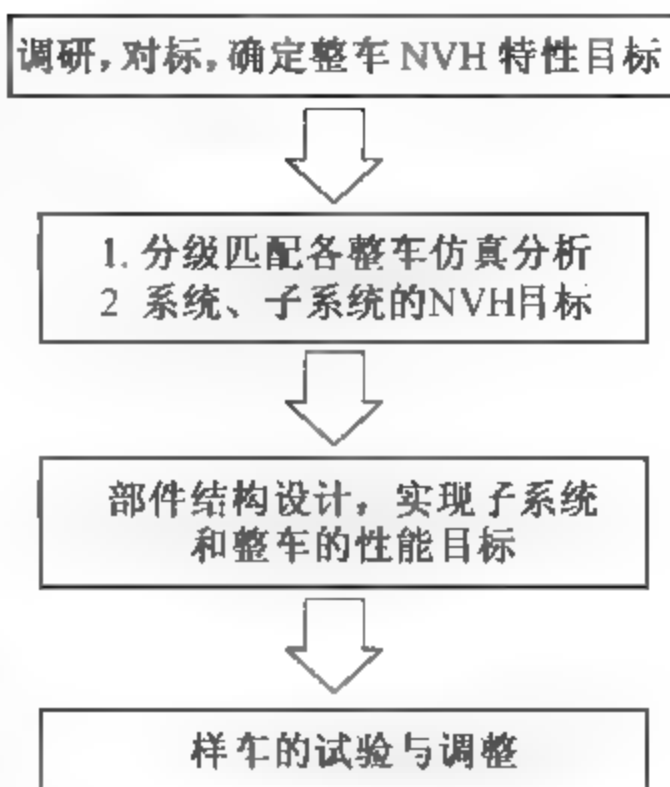 调研,对标,确定整车 NVH 特性目标
1. 分级匹配各整车仿真分析
2 系统、子系统的NVH目标
部件结构设计，实现子系统
和整车的性能目标
样车的试验与调整